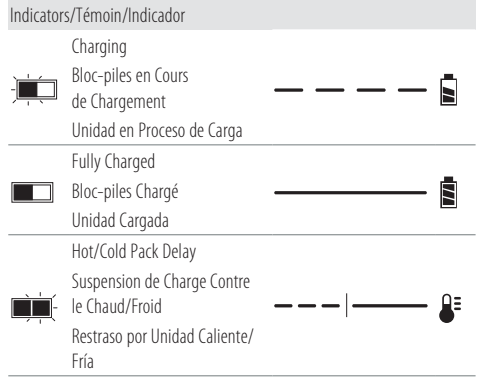 Indicators/Témoin/Indicador
Charging
Bloc-piles en Cours
de Chargement
Unidad en Proceso de Carga
Fully Charged
Bloc-piles Chargé
Unidad Cargada
Hot/Cold Pack Delay
Suspension de Charge Contre
le Chaud/Froid
Restraso por Unidad Caliente/
Fría